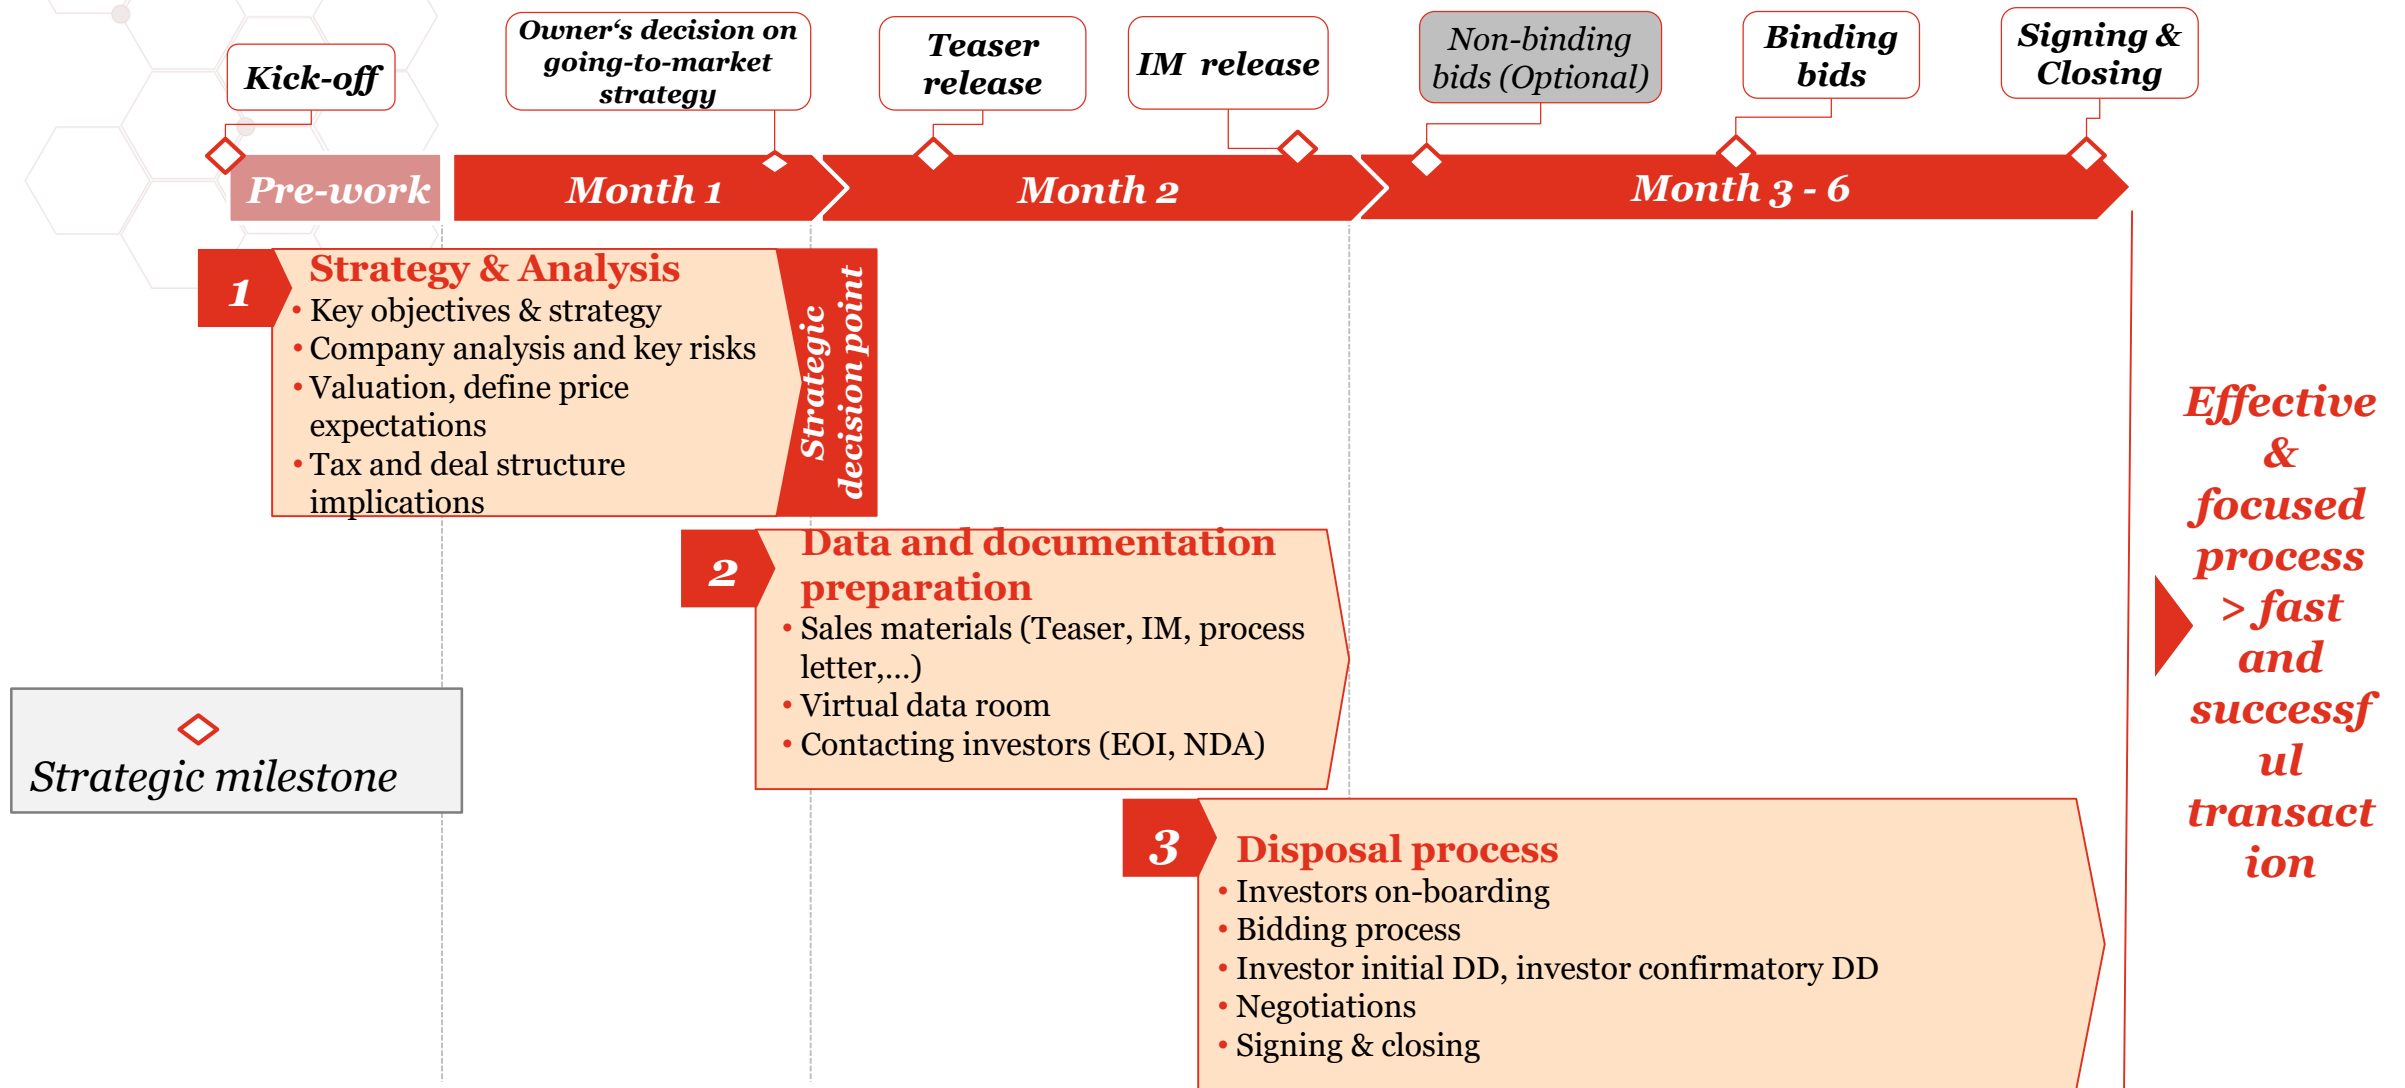 Kick-off
Owner‘s decision on
going-to-market
strategy
Teaser
release
IM release
Non-binding
bids (Optional)
Binding
bids
Signing &
Closing
Pre-work
Month 1
Month 2
Month 3 - 6
1
Strategy & Analysis
• Key objectives & strategy
• Company analysis and key risks
• Valuation, define price
expectations
• Tax and deal structure
implications
Strategic
decision point
2
Data and documentation
preparation
• Sales materials (Teaser, IM, process
letter,...)
• Virtual data room
• Contacting investors (EOI, NDA)
Strategic milestone
3
Disposal process
• Investors on-boarding
• Bidding process
• Investor initial DD, investor confirmatory DD
• Negotiations
• Signing & closing
Effective
&
focused
process
> fast
and
successf
ul
transact
ion